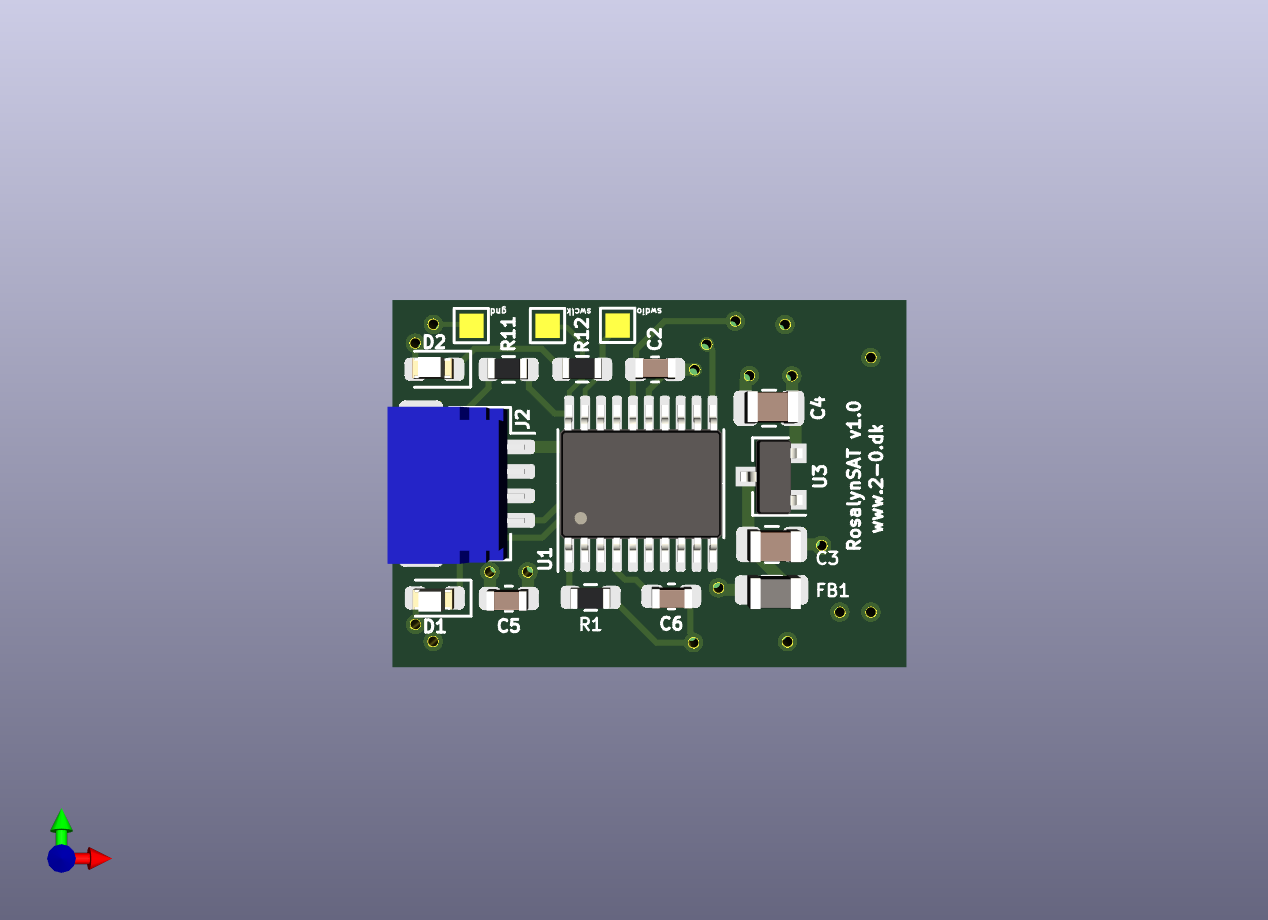 gnd
swclk
swdio
D2
R11
R12
C2
J2
C4
U3
RosalynSAT v1.0
www.2-0.dk
U1
C3
FB1
D1
C5
R1
C6